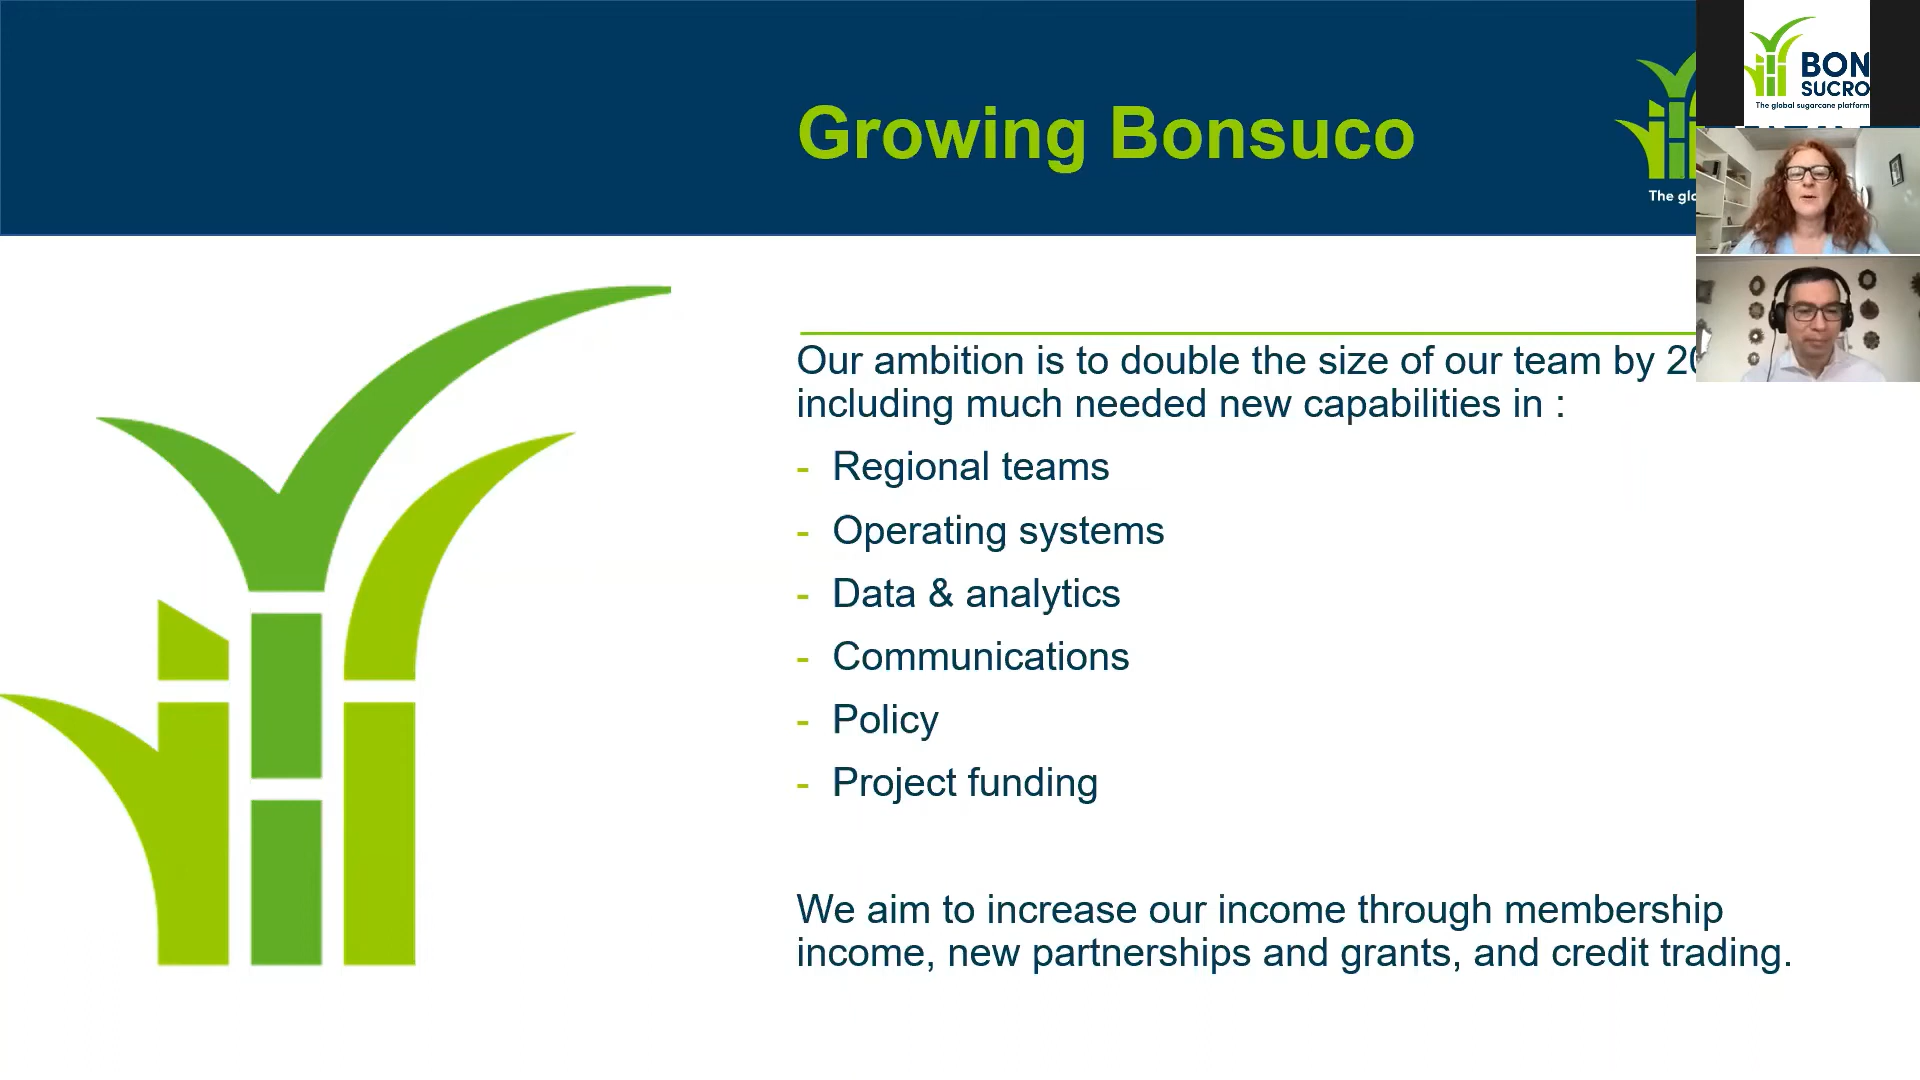 Growing Bonsuco
BON
SUCRO
The global sugarcane platform
The
Our ambition is to double the size of our team by
including much needed new capabilities in :
- Regional teams
- Operating systems
- Data & analytics
- Communications
- Policy
- Project funding
We aim to increase our income through membership
income, new partnerships and grants, and credit trading.